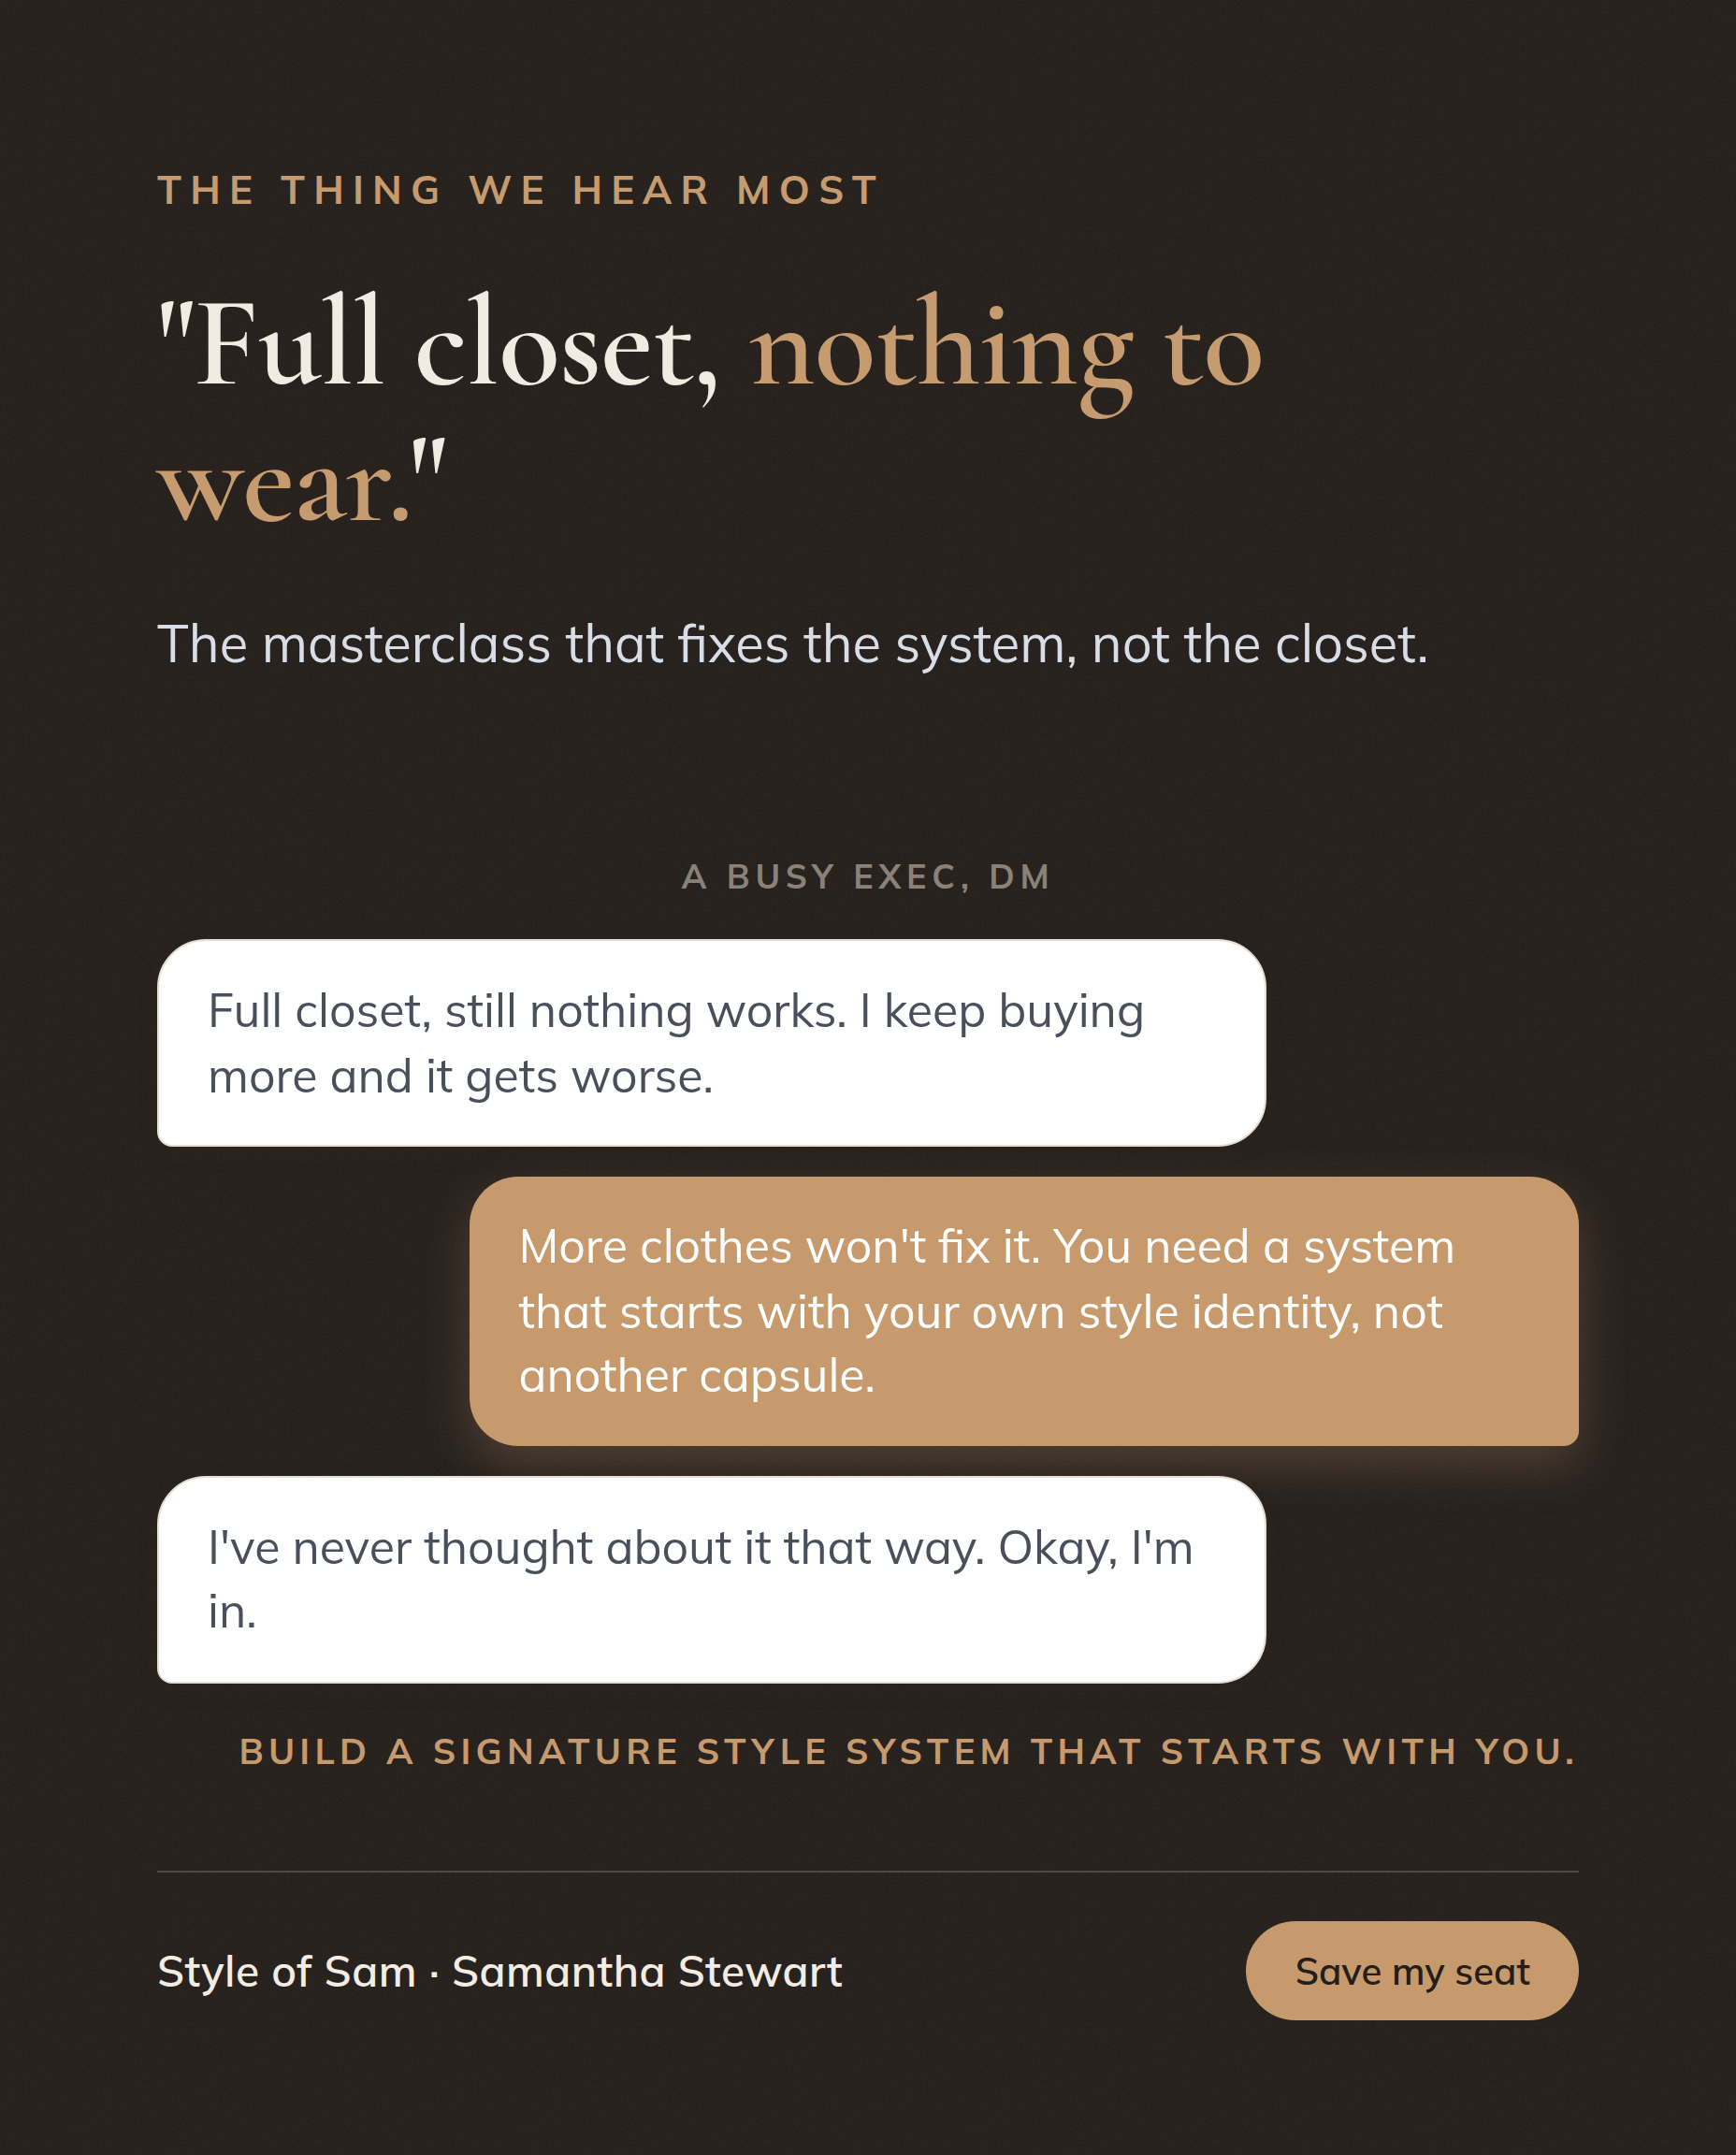 THE THING WE HEAR MOST
"Full closet, nothing to
wear."
The masterclass that fixes the system, not the closet.
A BUSY EXEC, DM
Full closet, still nothing works. I keep buying
more and it gets worse.
More clothes won't fix it. You need a system
that starts with your own style identity, not
another capsule.
I've never thought about it that way. Okay, I'm
in.
BUILD A SIGNATURE STYLE SYSTEM THAT STARTS WITH YOU.
Style of Sam · Samantha Stewart
Save my seat